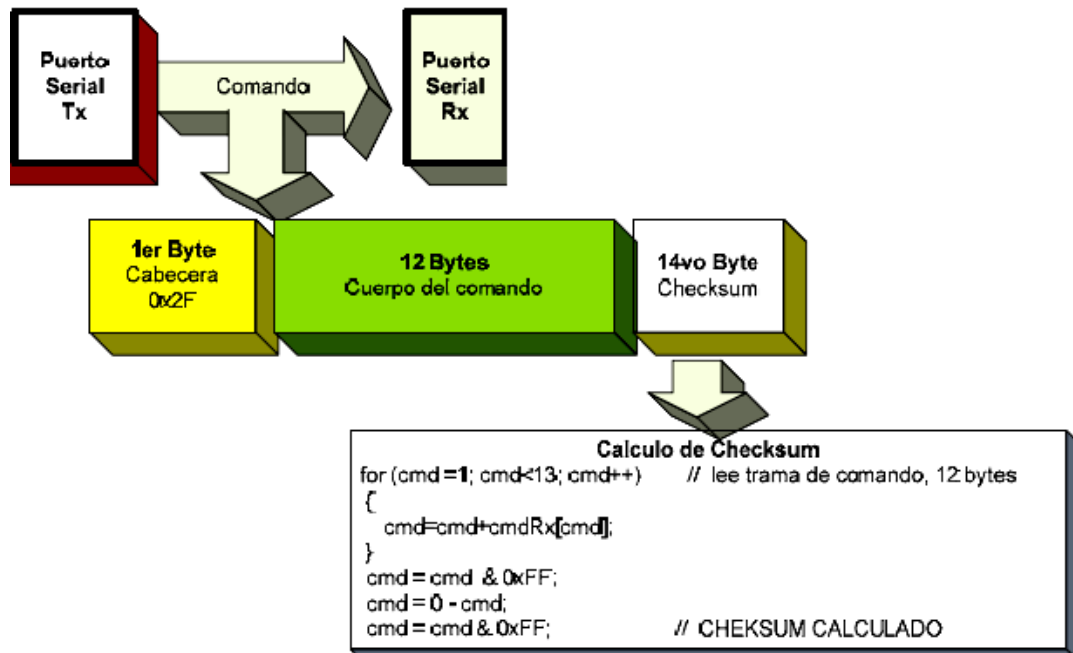 Puerto
Serial
Tx
Comando
Puerto
Serial
Rx
1er Byte
Cabecera
0x2F
12 Bytes
Cuerpo del comando
14vo Byte
Checksum
Calculo de Checksum
for (cmd =1; cmd<13; cmd++) // lee trama de comando, 12 bytes
{
cmd=cmd+cmdRx[cmd];
}
cmd = cmd & 0xFF;
cmd = 0 - cmd;
cmd = cmd & 0xFF; // CHEKSUM CALCULADO